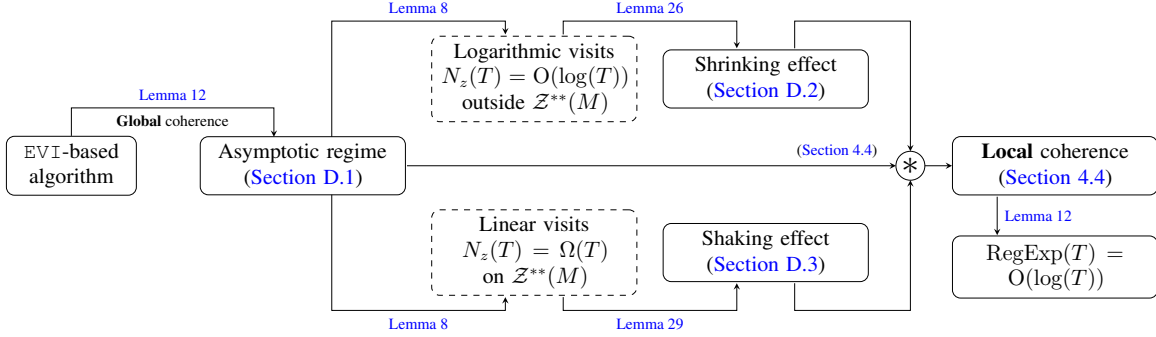 Lemma 8
Lemma 26
Logarithmic visits
N_z(T) = O(log(T))
outside 𝒵**(M)
Shrinking effect
(Section D.2)
Lemma 12
Global coherence
EVI-based
algorithm
Asymptotic regime
(Section D.1)
(Section 4.4)
*
Local coherence
(Section 4.4)
Linear visits
N_z(T) = Ω(T)
on 𝒵**(M)
Shaking effect
(Section D.3)
Lemma 12
RegExp(T) =
O(log(T))
Lemma 8
Lemma 29